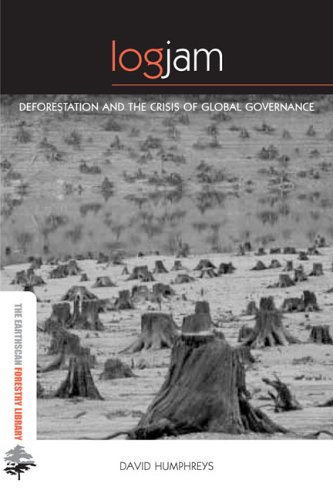 logjam
DEFORESTATION AND THE CRISIS OF GLOBAL GOVERNANCE
THE EARTHSCAN FORESTRY LIBRARY
DAVID HUMPHREYS